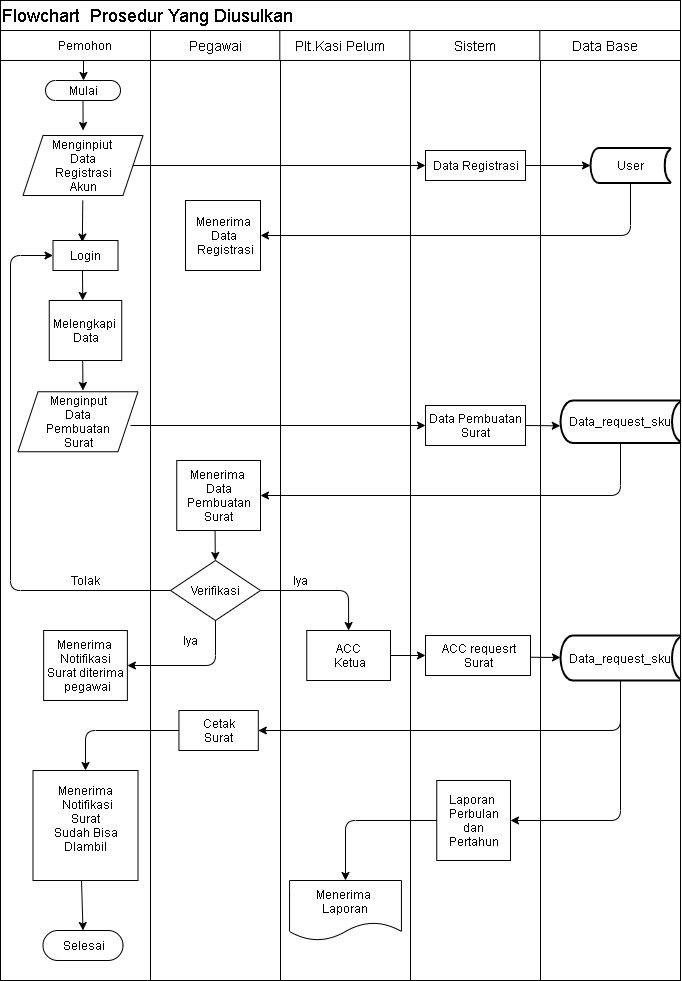 Flowchart  Prosedur Yang Diusulkan
Pemohon
Pegawai
Plt.Kasi Pelum
Sistem
Data Base
Mulai
Menginpiut
Data
Registrasi
Akun
Data Registrasi
User
Menerima
Data
Registrasi
Login
Melengkapi
Data
Menginput
Data
Pembuatan
Surat
Data Pembuatan
Surat
Data_request_sku
Menerima
Data
Pembuatan
Surat
Tolak
Verifikasi
Iya
Iya
Menerima
Notifikasi
Surat diterima
pegawai
ACC
Ketua
ACC requesrt
Surat
Data_request_sku
Cetak
Surat
Menerima
Notifikasi
Surat
Sudah Bisa
DIambil
Laporan
Perbulan
dan
Pertahun
Menerima
Laporan
Selesai